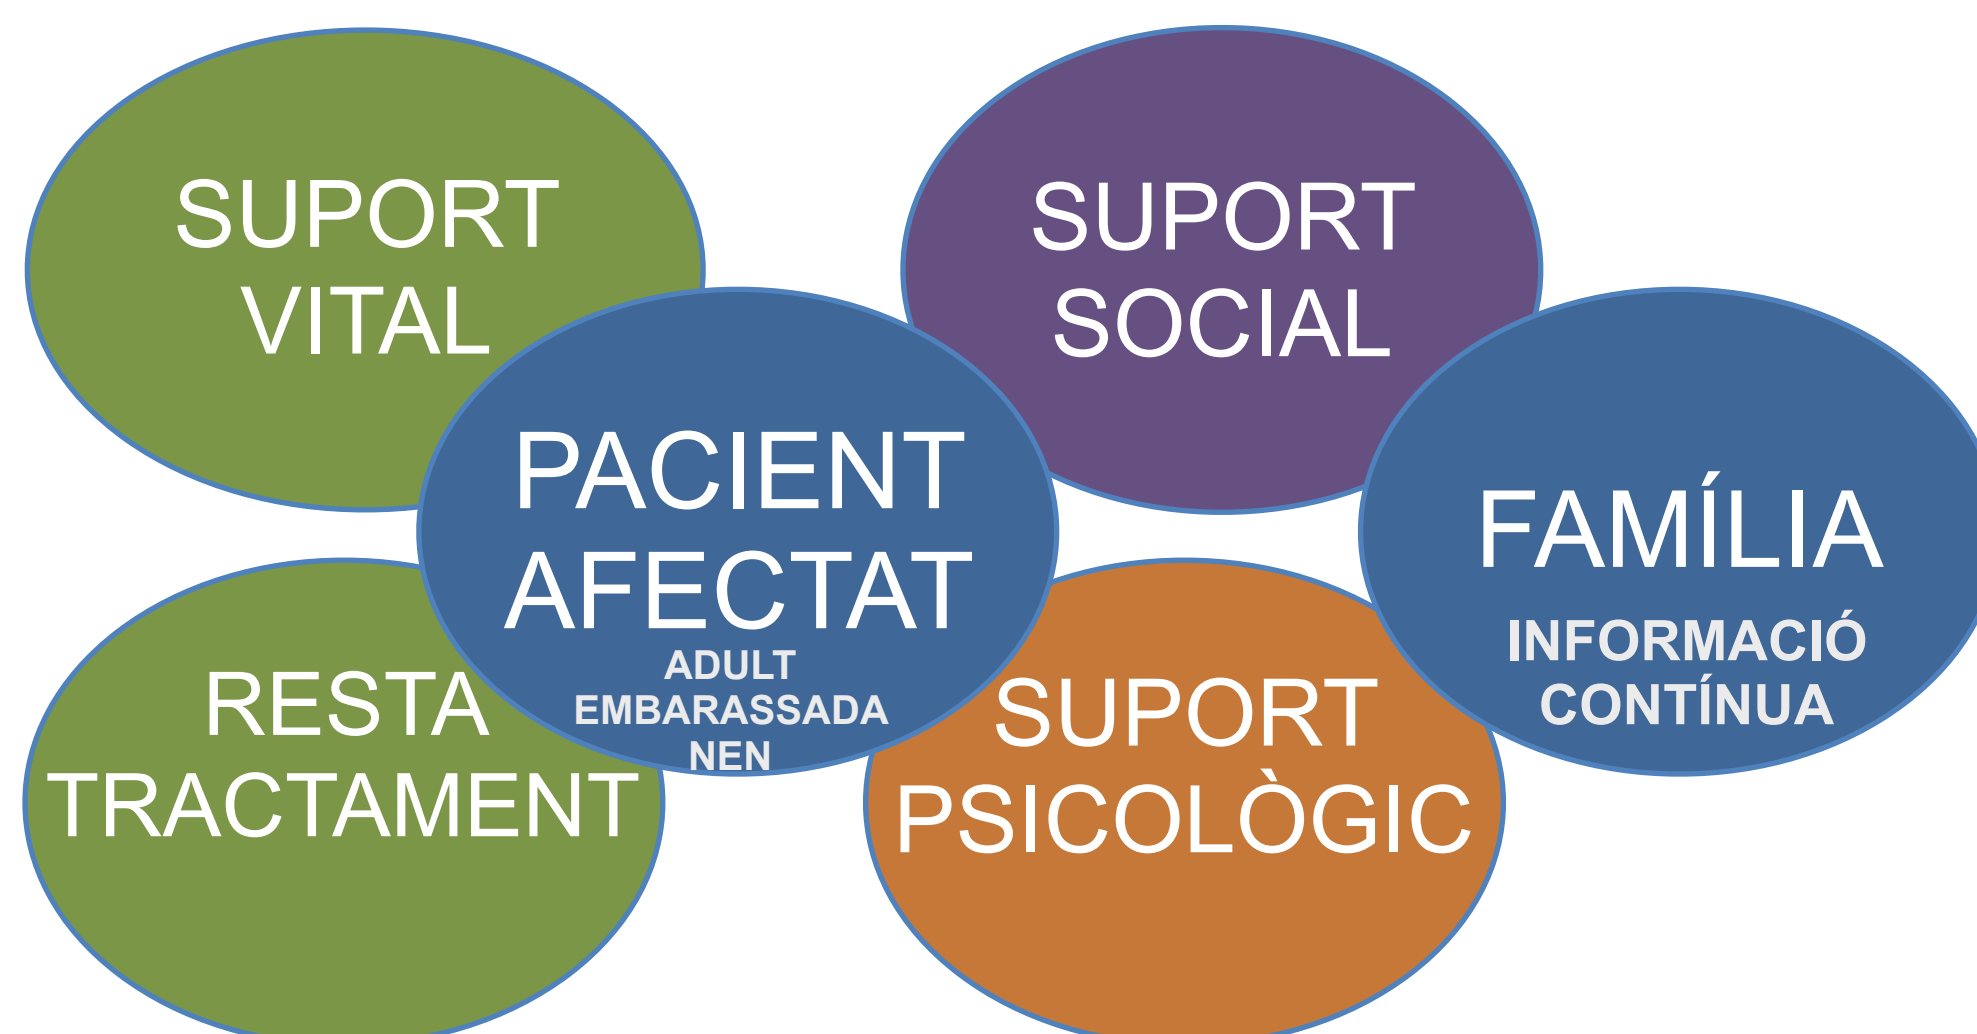 SUPORT
VITAL
SUPORT
SOCIAL
PACIENT
AFECTAT
ADULT
EMBARASSADA
NEN
FAMÍLIA
INFORMACIÓ
CONTÍNUA
RESTA
TRACTAMENT
SUPORT
PSICOLÒGIC